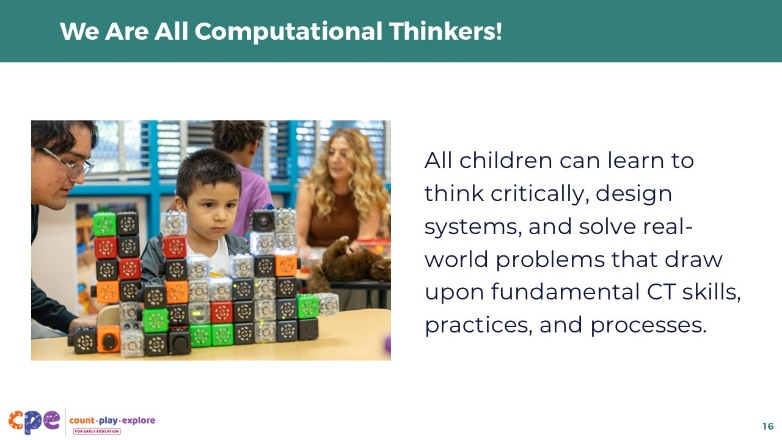 We Are All Computational Thinkers!
All children can learn to
think critically, design
systems, and solve real-
world problems that draw
upon fundamental CT skills,
practices, and processes.
cpe
count·play·explore
FOR EARLY EDUCATION
16